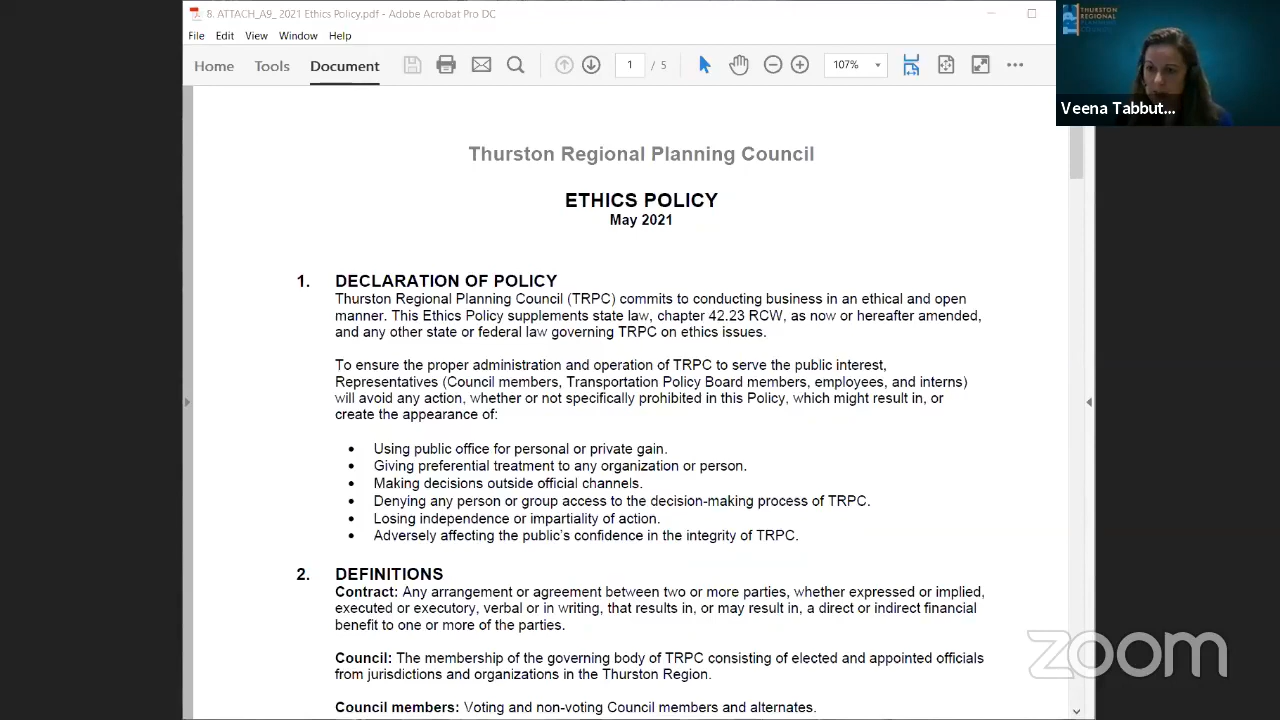 8. ATTACH_A9_ 2021 Ethics Policy.pdf - Adobe Acrobat Pro DC
File Edit View Window Help
Home Tools Document 1 / 5 107%
THURSTON
REGIONAL
PLANNING
COUNCIL
Veena Tabbut...
Thurston Regional Planning Council
ETHICS POLICY
May 2021
1. DECLARATION OF POLICY
Thurston Regional Planning Council (TRPC) commits to conducting business in an ethical and open
manner. This Ethics Policy supplements state law, chapter 42.23 RCW, as now or hereafter amended,
and any other state or federal law governing TRPC on ethics issues.
To ensure the proper administration and operation of TRPC to serve the public interest,
Representatives (Council members, Transportation Policy Board members, employees, and interns)
will avoid any action, whether or not specifically prohibited in this Policy, which might result in, or
create the appearance of:
• Using public office for personal or private gain.
• Giving preferential treatment to any organization or person.
• Making decisions outside official channels.
• Denying any person or group access to the decision-making process of TRPC.
• Losing independence or impartiality of action.
• Adversely affecting the public's confidence in the integrity of TRPC.
2. DEFINITIONS
Contract: Any arrangement or agreement between two or more parties, whether expressed or implied,
executed or executory, verbal or in writing, that results in, or may result in, a direct or indirect financial
benefit to one or more of the parties.
Council: The membership of the governing body of TRPC consisting of elected and appointed officials
from jurisdictions and organizations in the Thurston Region.
Council members: Voting and non-voting Council members and alternates.
zoom